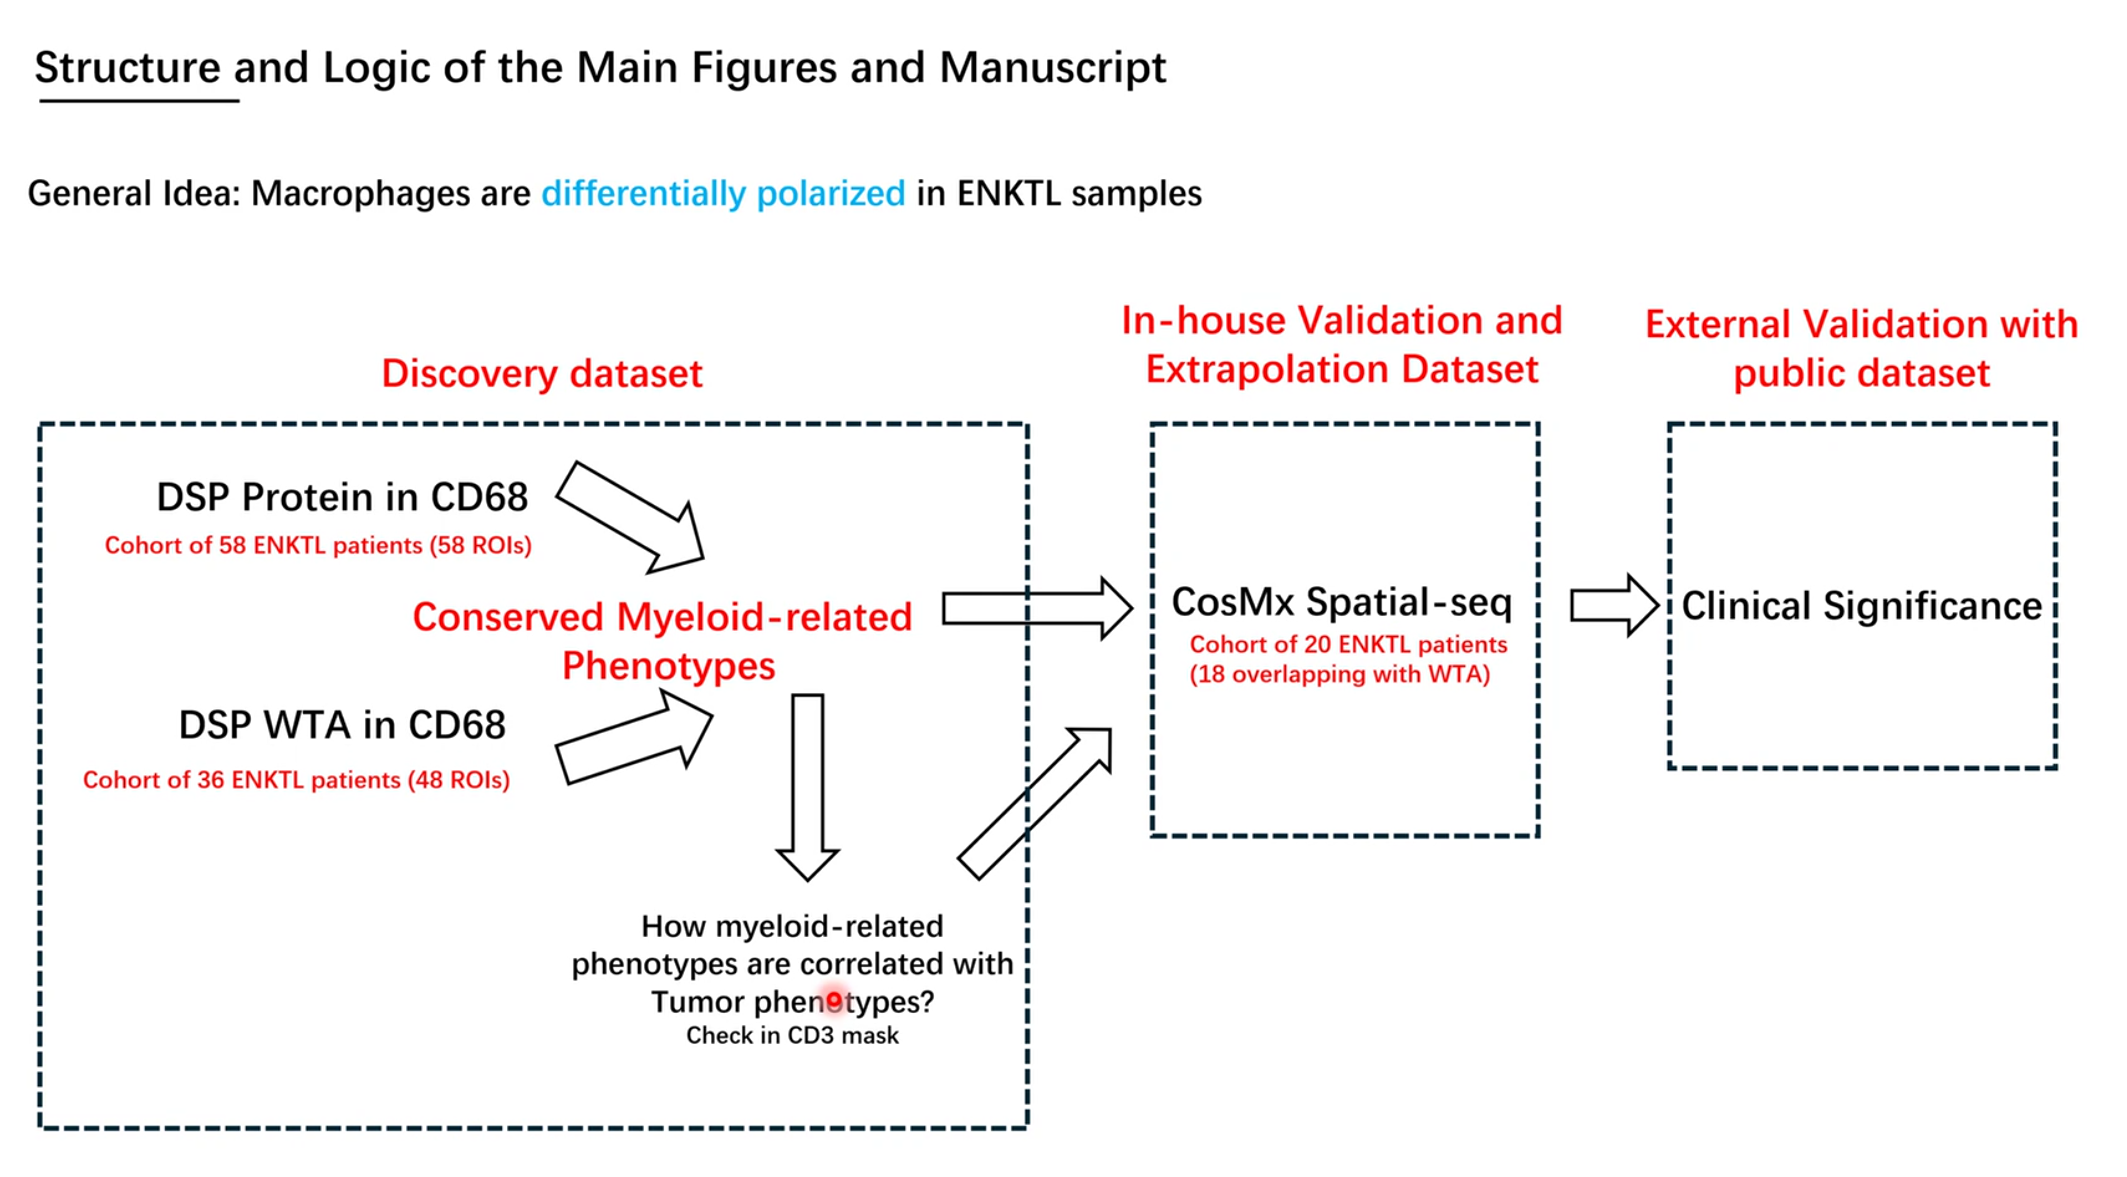 Structure and Logic of the Main Figures and Manuscript
General Idea: Macrophages are differentially polarized in ENKTL samples
Discovery dataset
DSP Protein in CD68
Cohort of 58 ENKTL patients (58 ROIs)
Conserved Myeloid-related
Phenotypes
DSP WTA in CD68
Cohort of 36 ENKTL patients (48 ROIs)
How myeloid-related
phenotypes are correlated with
Tumor phenotypes?
Check in CD3 mask
In-house Validation and
Extrapolation Dataset
CosMx Spatial-seq
Cohort of 20 ENKTL patients
(18 overlapping with WTA)
External Validation with
public dataset
Clinical Significance